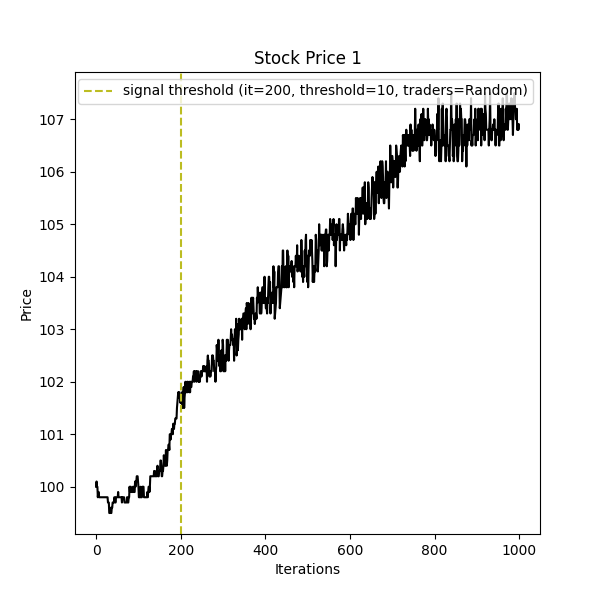 Stock Price 1
signal threshold (it=200, threshold=10, traders=Random)
107
106
105
104
103
102
101
100
Price
0 200 400 600 800 1000
Iterations